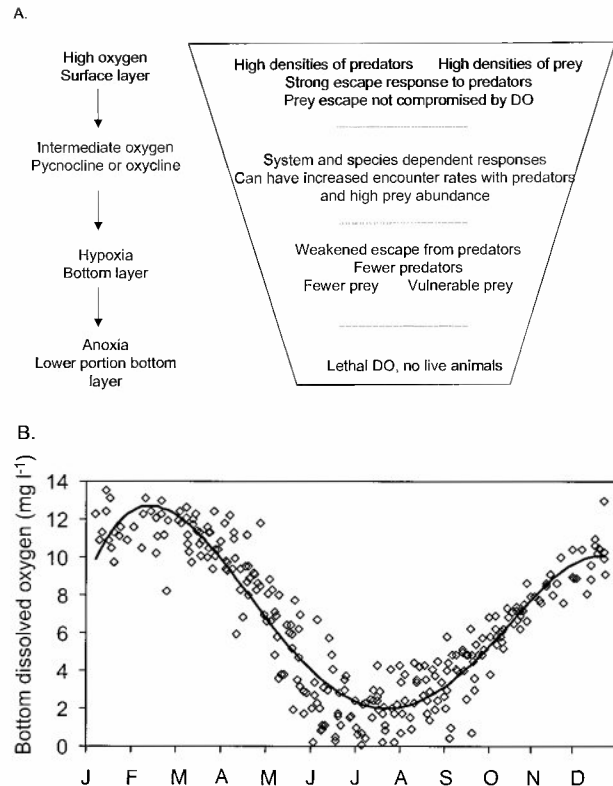 A.
High oxygen
Surface layer
High densities of predators High densities of prey
Strong escape response to predators
Prey escape not compromised by DO
Intermediate oxygen
Pycnocline or oxycline
System and species dependent responses
Can have increased encounter rates with predators
and high prey abundance
Hypoxia
Bottom layer
Weakened escape from predators
Fewer predators
Fewer prey Vulnerable prey
Anoxia
Lower portion bottom
layer
Lethal DO, no live animals
B.
Bottom dissolved oxygen (mg l-1)
14
12
10
8
6
4
2
0
J F M A M J J A S O N D